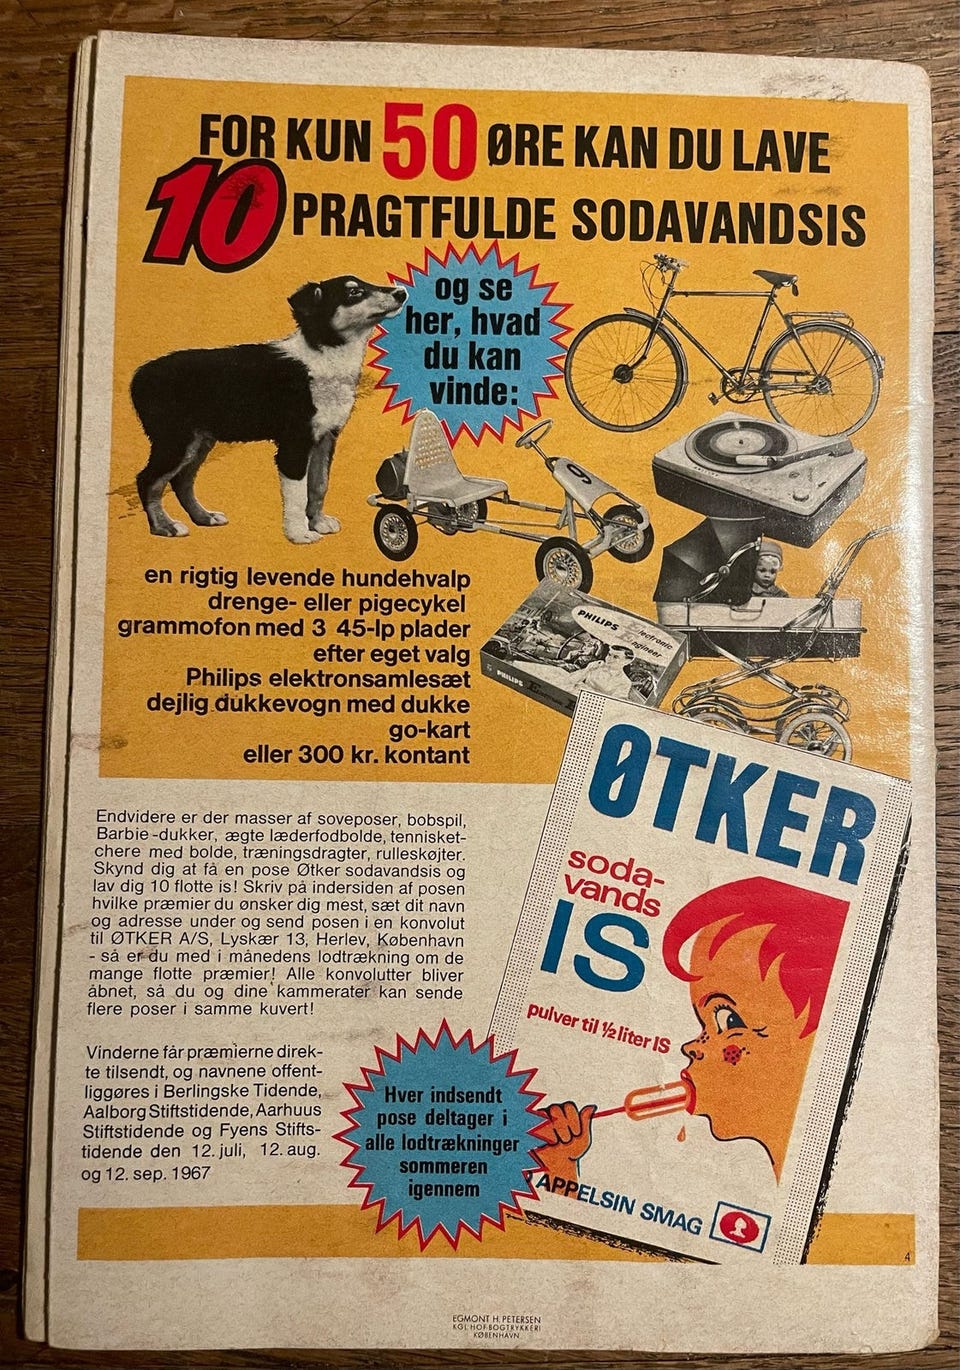 FOR KUN 50 ØRE KAN DU LAVE
10 PRAGTFULDE SODAVANDSIS
og se
her, hvad
du kan
vinde:
9
en rigtig levende hundehvalp
drenge- eller pigecykel
grammofon med 3 45-lp plader
efter eget valg
Philips elektronsamlesæt
dejlig dukkevogn med dukke
go-kart
eller 300 kr. kontant
PHILIPS
Electronic
Engineer
PHILIPS
Endvidere er der masser af soveposer, bobspil,
Barbie-dukker, ægte læderfodbolde, tennisket-
chere med bolde, træningsdragter, rulleskøjter.
Skynd dig at få en pose Øtker sodavandsis og
lav dig 10 flotte is! Skriv på indersiden af posen
hvilke præmier du ønsker dig mest, sæt dit navn
og adresse under og send posen i en konvolut
til ØTKER A/S, Lyskær 13, Herlev, København
- så er du med i månedens lodtrækning om de
mange flotte præmier! Alle konvolutter bliver
åbnet, så du og dine kammerater kan sende
flere poser i samme kuvert!
Vinderne får præmierne direk-
te tilsendt, og navnene offent-
liggøres i Berlingske Tidende,
Aalborg Stiftstidende, Aarhuus
Stiftstidende og Fyens Stifts-
tidende den 12. juli, 12. aug.
og 12. sep. 1967
Hver indsendt
pose deltager i
alle lodtrækninger
sommeren
igennem
ØTKER
soda-
vands
IS
pulver til ½ liter IS
APPELSIN SMAG
4
EGMONT H. PETERSEN
KGL. HOF-BOGTRYKKERI
KØBENHAVN